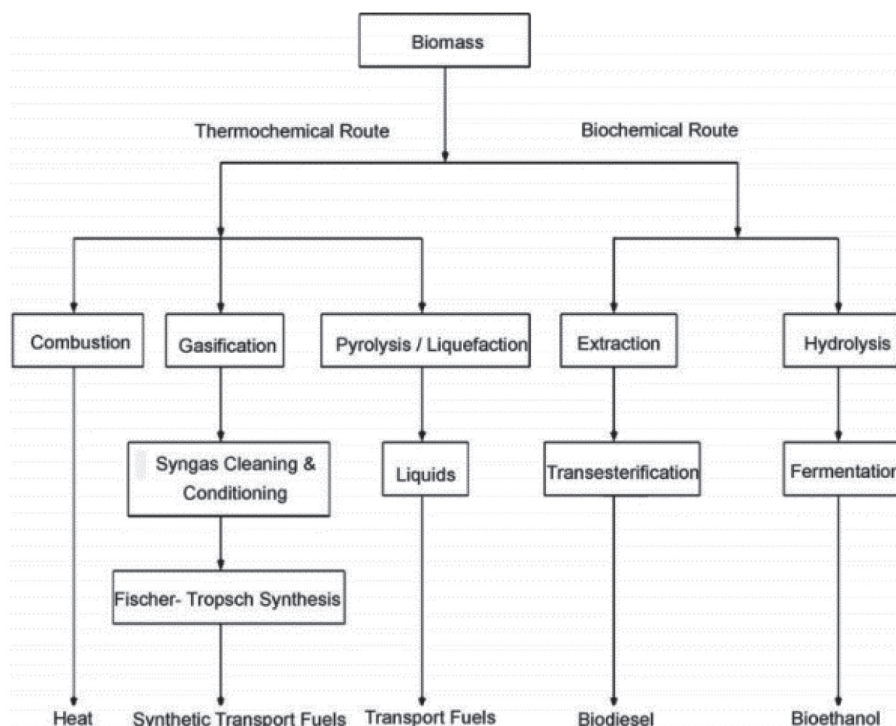 Biomass
Thermochemical Route
Biochemical Route
Combustion
Gasification
Pyrolysis / Liquefaction
Extraction
Hydrolysis
Syngas Cleaning &
Conditioning
Liquids
Transesterification
Fermentation
Fischer- Tropsch Synthesis
Heat
Synthetic Transport Fuels
Transport Fuels
Biodiesel
Bioethanol